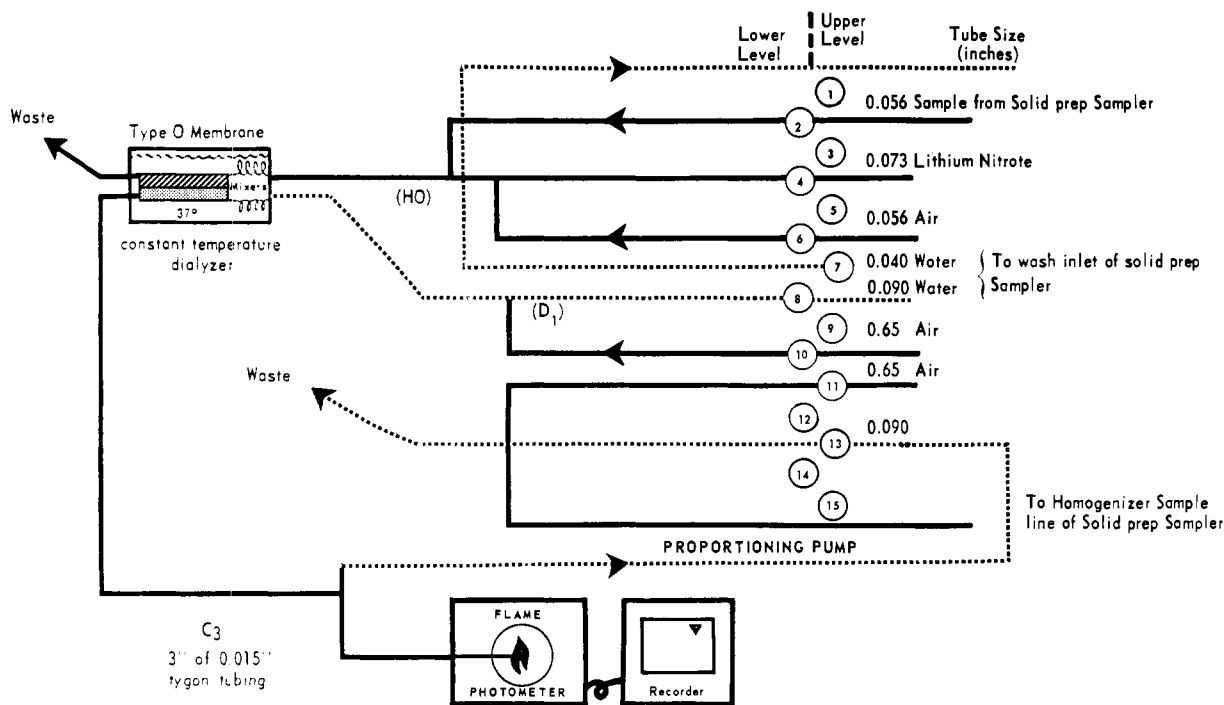 Lower Level
Upper Level
Tube Size (inches)
1
0.056 Sample from Solid prep Sampler
2
3
0.073 Lithium Nitrote
4
5
0.056 Air
6
7
0.040 Woter
0.090 Water
To wash inlet of solid prep Sampler
8
9
0.65 Air
10
0.65 Air
11
12
0.090
13
14
15
To Homogenizer Sample
line of Solid prep Sampler
PROPORTIONING PUMP
Waste
Type O Membrane
Mixers
37°
constant temperature
dialyzer
(HO)
(D1)
Waste
C3
3'' of 0.015''
tygon tubing
FLAME
PHOTOMETER
Recorder